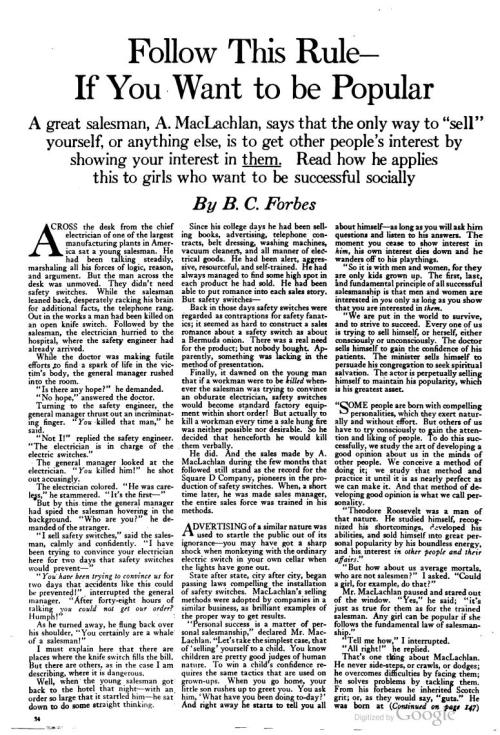 Follow This Rule—
If You Want to be Popular
A great salesman, A. MacLachlan, says that the only way to “sell”
yourself, or anything else, is to get other people's interest by
showing your interest in them. Read how he applies
this to girls who want to be successful socially
By B. C. Forbes
ACROSS the desk from the chief
electrician of one of the largest
manufacturing plants in Amer-
ica sat a young salesman. He
had been talking steadily,
marshaling all his forces of logic, reason,
and argument. But the man across the
desk was unmoved. They didn't need
safety switches. While the salesman
leaned back, desperately racking his brain
for additional facts, the telephone rang.
Out in the works a man had been killed on
an open knife switch. Followed by the
salesman, the electrician hurried to the
hospital, where the safety engineer had
already arrived.
While the doctor was making futile
efforts to find a spark of life in the vic-
tim's body, the general manager rushed
into the room.
"Is there any hope?" he demanded.
"No hope," answered the doctor.
Turning to the safety engineer, the
general manager thrust out an incriminat-
ing finger. "You killed that man," he
said.
"Not I!" replied the safety engineer.
"The electrician is in charge of the
electric switches."
The general manager looked at the
electrician. "You killed him!" he shot
out accusingly.
The electrician colored. "He was care-
less," he stammered. "It's the first—"
But by this time the general manager
had spied the salesman hovering in the
background. "Who are you?" he de-
manded of the stranger.
"I sell safety switches," said the sales-
man, calmly and confidently. "I have
been trying to convince your electrician
here for two days that safety switches
would prevent—"
"You have been trying to convince us for
two days that accidents like this could
be prevented!" interrupted the general
manager. "After forty-eight hours of
talking you could not get our order?
Humph!"
As he turned away, he flung back over
his shoulder, "You certainly are a whale
of a salesman!"
I must explain here that there are
places where the knife switch fills the bill.
But there are others, as in the case I am
describing, where it is dangerous.
Well, when the young salesman got
back to the hotel that night—with an
order so large that it startled him—he sat
down to do some straight thinking.
54
Since his college days he had been sell-
ing books, advertising, telephone con-
tracts, belt dressing, washing machines,
vacuum cleaners, and all manner of elec-
trical goods. He had been alert, aggres-
sive, resourceful, and self-trained. He had
always managed to find some high spot in
each product he had sold. He had been
able to put romance into each sales story.
But safety switches—
Back in those days safety switches were
regarded as contraptions for safety fanat-
ics; it seemed as hard to construct a sales
romance about a safety switch as about
a Bermuda onion. There was a real need
for the product; but nobody bought. Ap-
parently, something was lacking in the
method of presentation.
Finally, it dawned on the young man
that if a workman were to be killed when-
ever the salesman was trying to convince
an obdurate electrician, safety switches
would become standard factory equip-
ment within short order! But actually to
kill a workman every time a sale hung fire
was neither possible nor desirable. So he
decided that henceforth he would kill
them verbally.
He did. And the sales made by A.
MacLachlan during the few months that
followed still stand as the record for the
Square D Company, pioneers in the pro-
duction of safety switches. When, a short
time later, he was made sales manager,
the entire sales force was trained in his
methods.
ADVERTISING of a similar nature was
used to startle the public out of its
ignorance—you may have got a sharp
shock when monkeying with the ordinary
electric switch in your own cellar when
the lights have gone out.
State after state, city after city, began
passing laws compelling the installation
of safety switches. MacLachlan's selling
methods were adopted by companies in a
similar business, as brilliant examples of
the proper way to get results.
"Personal success is a matter of per-
sonal salesmanship," declared Mr. Mac-
Lachlan. "Let's take the simplest case, that
of 'selling' yourself to a child. You know
children are pretty good judges of human
nature. To win a child's confidence re-
quires the same tactics that are used on
grown-ups. When you go home, your
little son rushes up to greet you. You ask
him, 'What have you been doing to-day?'
And right away he starts to tell you all
about himself—as long as you will ask him
questions and listen to his answers. The
moment you cease to show interest in
him, his own interest dies down and he
wanders off to his playthings.
"So it is with men and women, for they
are only kids grown up. The first, last,
and fundamental principle of all successful
salesmanship is that men and women are
interested in you only as long as you show
that you are interested in them.
"We are put in the world to survive,
and to strive to succeed. Every one of us
is trying to sell himself, or herself, either
consciously or unconsciously. The doctor
sells himself to gain the confidence of his
patients. The minister sells himself to
persuade his congregation to seek spiritual
salvation. The actor is perpetually selling
himself to maintain his popularity, which
is his greatest asset.
"SOME people are born with compelling
personalities, which they exert natur-
ally and without effort. But others of us
have to try consciously to gain the atten-
tion and liking of people. To do this suc-
cessfully, we study the art of developing a
good opinion about us in the minds of
other people. We conceive a method of
doing it; we study that method and
practice it until it is as nearly perfect as
we can make it. And that method of de-
veloping good opinion is what we call per-
sonality.
"Theodore Roosevelt was a man of
that nature. He studied himself, recog-
nized his shortcomings, developed his
abilities, and sold himself into great per-
sonal popularity by his boundless energy,
and his interest in other people and their
affairs."
"But how about us average mortals,
who are not salesmen?" I asked. "Could
a girl, for example, do that?"
Mr. MacLachlan paused and stared out
of the window. "Yes," he said; "it's
just as true for them as for the trained
salesman. Any girl can be popular if she
follows the fundamental law of salesman-
ship."
"Tell me how," I interrupted.
"All right!" he replied.
That's one thing about MacLachlan.
He never side-steps, or crawls, or dodges;
he overcomes difficulties by facing them;
he solves problems by tackling them.
From his forbears he inherited Scotch
grit; or, as they would say, "guts." He
was born at (Continued on page 147)
Digitized by Google